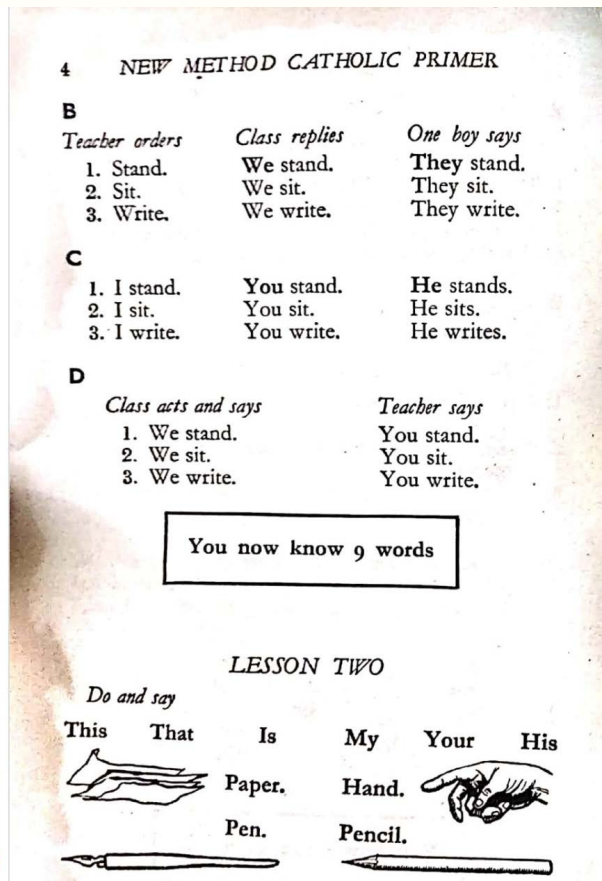 4 NEW METHOD CATHOLIC PRIMER
B
Teacher orders Class replies One boy says
1. Stand. We stand. They stand.
2. Sit. We sit. They sit.
3. Write. We write. They write.
C
1. I stand. You stand. He stands.
2. I sit. You sit. He sits.
3. I write. You write. He writes.
D
Class acts and says Teacher says
1. We stand. You stand.
2. We sit. You sit.
3. We write. You write.
You now know 9 words
LESSON TWO
Do and say
This That Is My Your His
Paper. Hand.
Pen. Pencil.